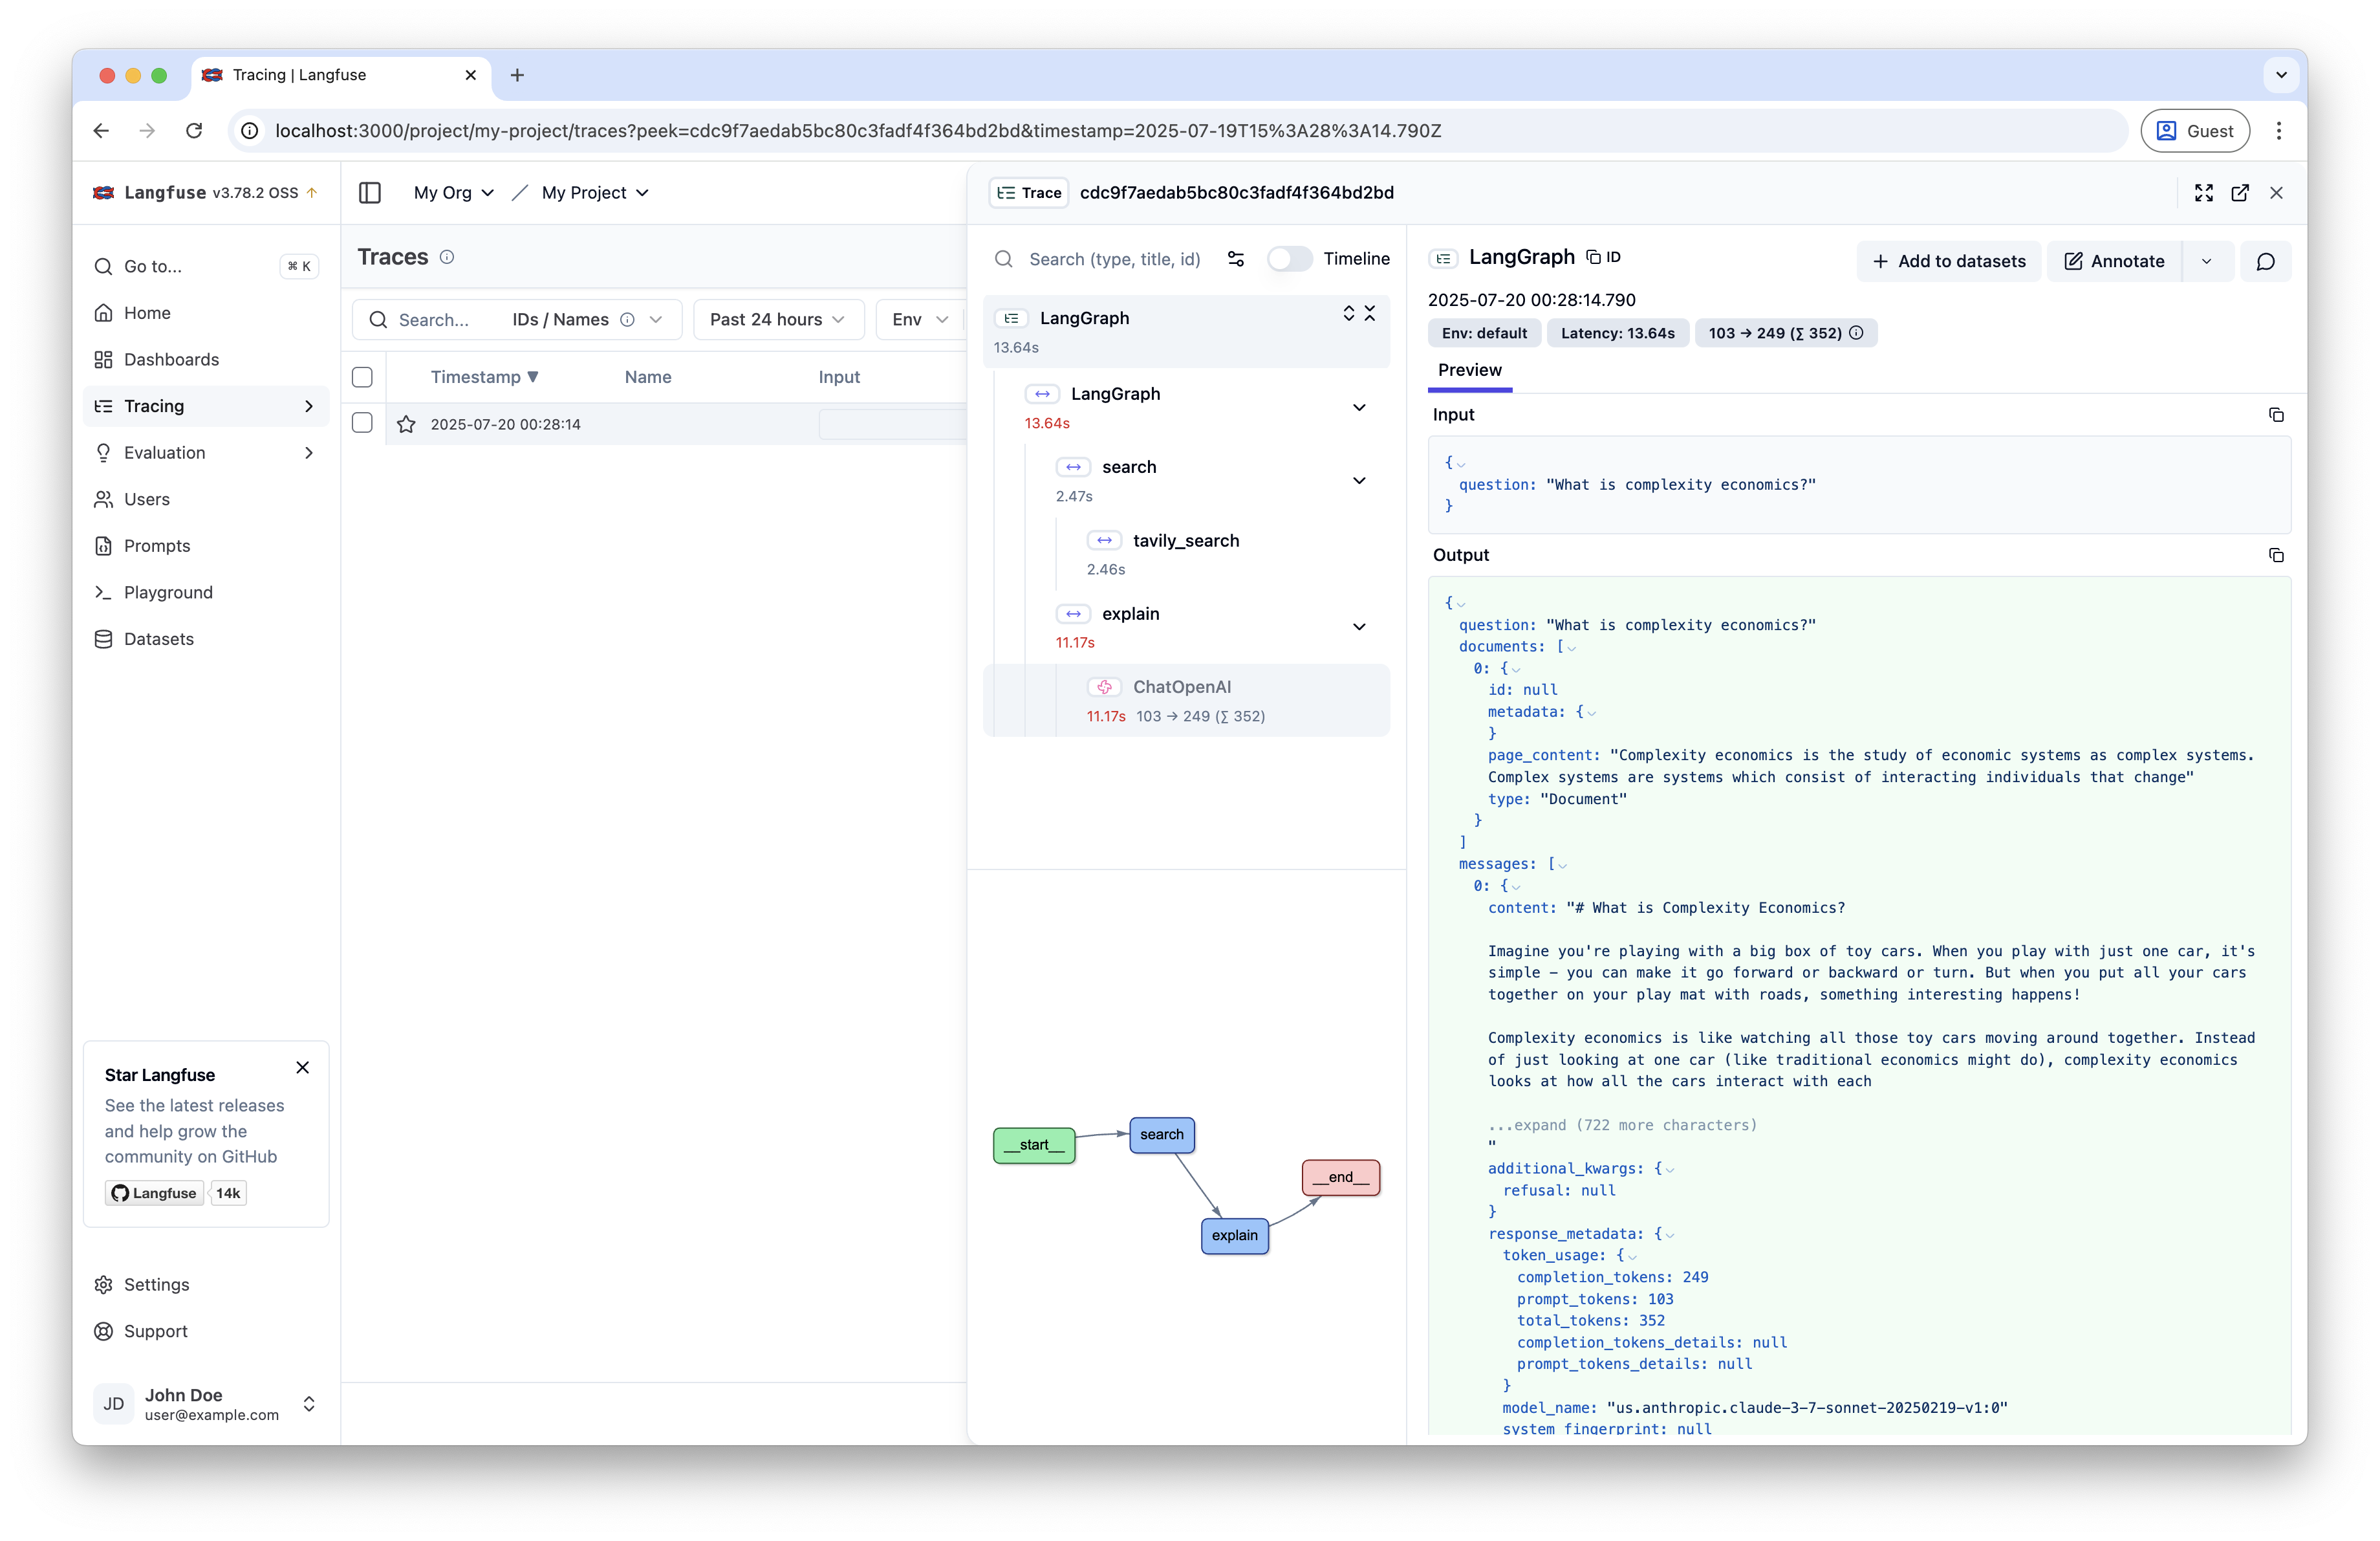 Tracing | Langfuse
localhost:3000/project/my-project/traces?peek=cdc9f7aedab5bc80c3fadf4f364bd2bd&timestamp=2025-07-19T15%3A28%3A14.790Z
Guest
Langfuse v3.78.2 OSS
Go to...
⌘ K
Home
Dashboards
Tracing
Evaluation
Users
Prompts
Playground
Datasets
Star Langfuse
See the latest releases
and help grow the
community on GitHub
Langfuse 14k
Settings
Support
JD
John Doe
user@example.com
My Org / My Project
Traces
Search... IDs / Names
Past 24 hours
Env
Timestamp ▼ Name Input
2025-07-20 00:28:14
Trace cdc9f7aedab5bc80c3fadf4f364bd2bd
Search (type, title, id) Timeline
LangGraph
13.64s
LangGraph
13.64s
search
2.47s
tavily_search
2.46s
explain
11.17s
ChatOpenAI
11.17s 103 → 249 (∑ 352)
__start__
search
explain
__end__
LangGraph ID
Add to datasets
Annotate
2025-07-20 00:28:14.790
Env: default Latency: 13.64s 103 → 249 (∑ 352)
Preview
Input
{
question: "What is complexity economics?"
}
Output
{
question: "What is complexity economics?"
documents: [
0: {
id: null
metadata: {
}
page_content: "Complexity economics is the study of economic systems as complex systems.
Complex systems are systems which consist of interacting individuals that change"
type: "Document"
}
]
messages: [
0: {
content: "# What is Complexity Economics?
Imagine you're playing with a big box of toy cars. When you play with just one car, it's
simple – you can make it go forward or backward or turn. But when you put all your cars
together on your play mat with roads, something interesting happens!
Complexity economics is like watching all those toy cars moving around together. Instead
of just looking at one car (like traditional economics might do), complexity economics
looks at how all the cars interact with each
...expand (722 more characters)
"
additional_kwargs: {
refusal: null
}
response_metadata: {
token_usage: {
completion_tokens: 249
prompt_tokens: 103
total_tokens: 352
completion_tokens_details: null
prompt_tokens_details: null
}
model_name: "us.anthropic.claude-3-7-sonnet-20250219-v1:0"
system_fingerprint: null